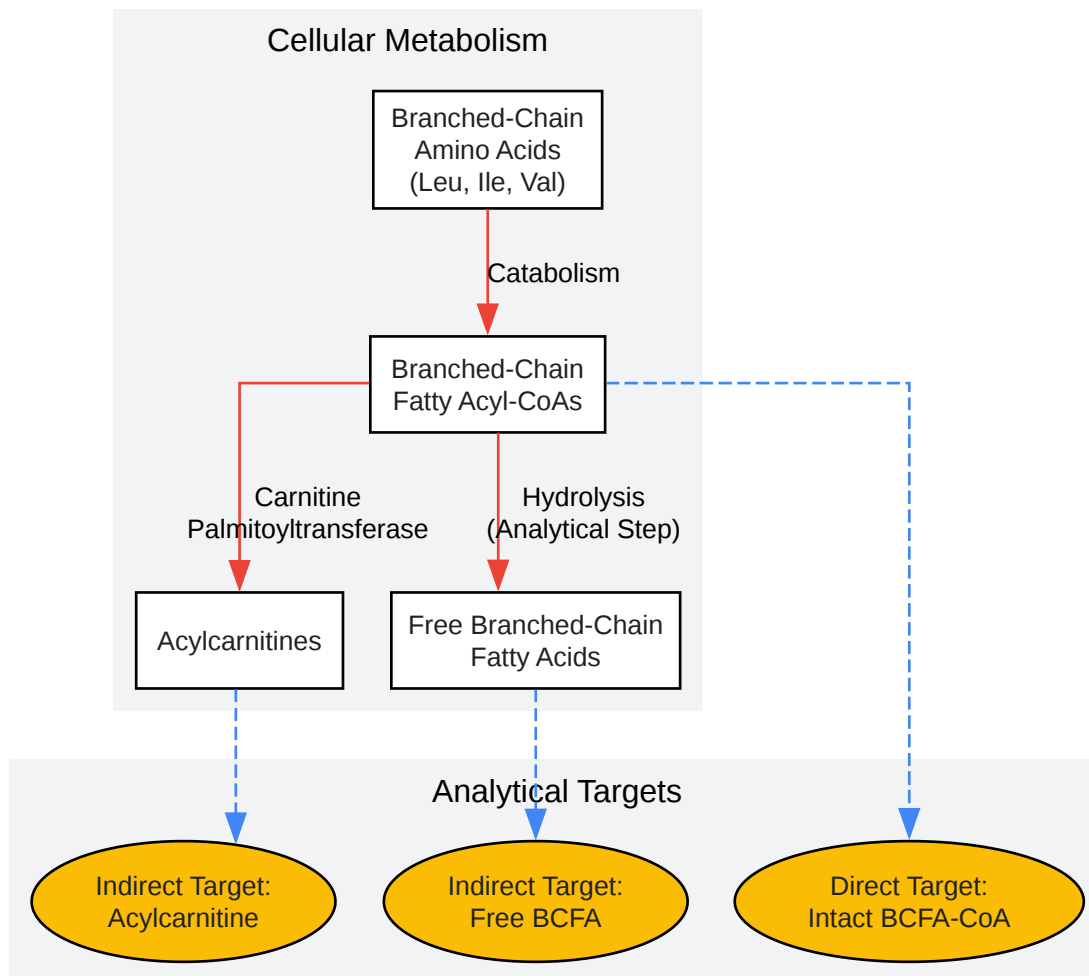 Cellular Metabolism
Branched-Chain
Amino Acids
(Leu, Ile, Val)
Catabolism
Branched-Chain
Fatty Acyl-CoAs
Carnitine
Palmitoyltransferase
Hydrolysis
(Analytical Step)
Acylcarnitines
Free Branched-Chain
Fatty Acids
Analytical Targets
Indirect Target:
Acylcarnitine
Indirect Target:
Free BCFA
Direct Target:
Intact BCFA-CoA